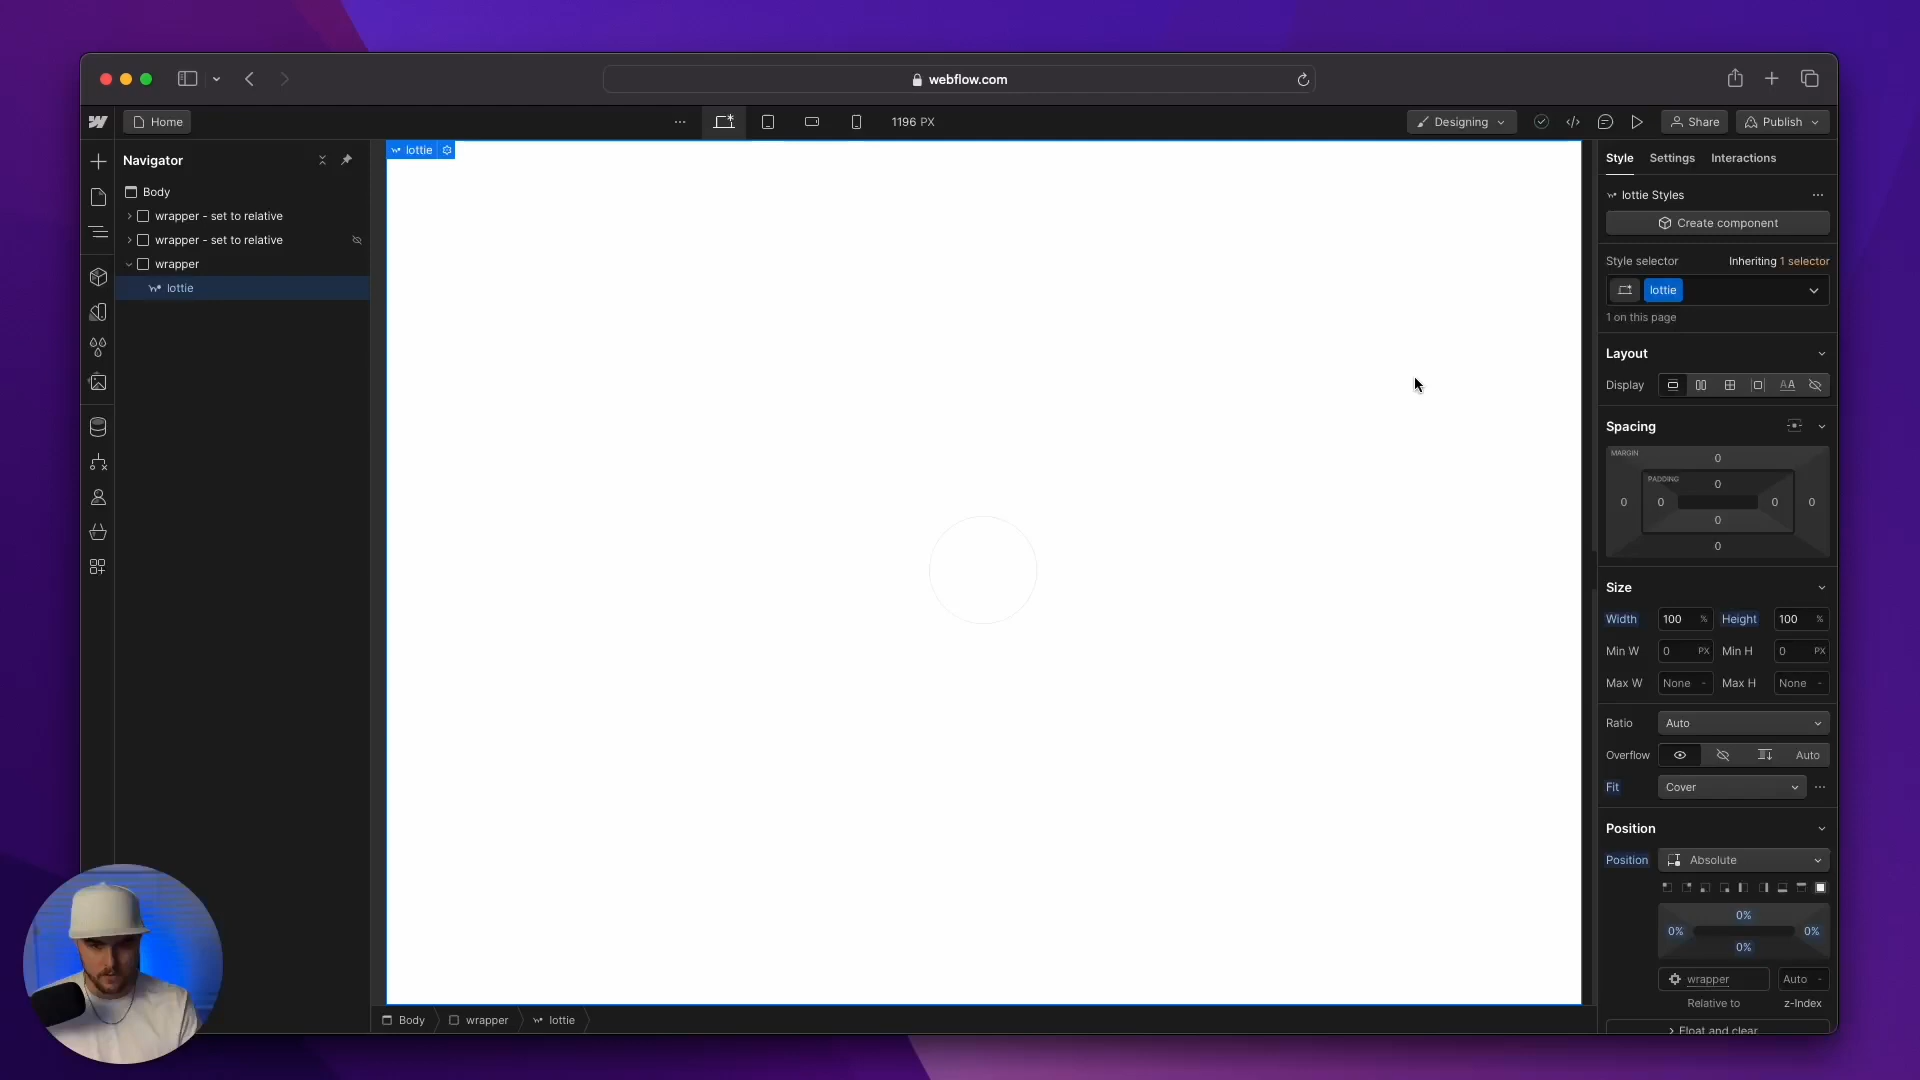 webflow.com
Home
1196 PX
Designing
Share
Publish
Navigator
Body
wrapper - set to relative
wrapper - set to relative
wrapper
lottie
lottie
Style
Settings
Interactions
lottie Styles
Create component
Style selector
Inheriting 1 selector
lottie
1 on this page
Layout
Display
AA
Spacing
MARGIN
0
PADDING
0
0
0
0
0
0
0
Size
Width
100 %
Height
100 %
Min W
0 PX
Min H
0 PX
Max W
None -
Max H
None -
Ratio
Auto
Overflow
Auto
Fit
Cover
Position
Position
Absolute
0%
0%
0%
0%
wrapper
Auto -
Relative to
z-Index
Float and clear
Body
wrapper
lottie